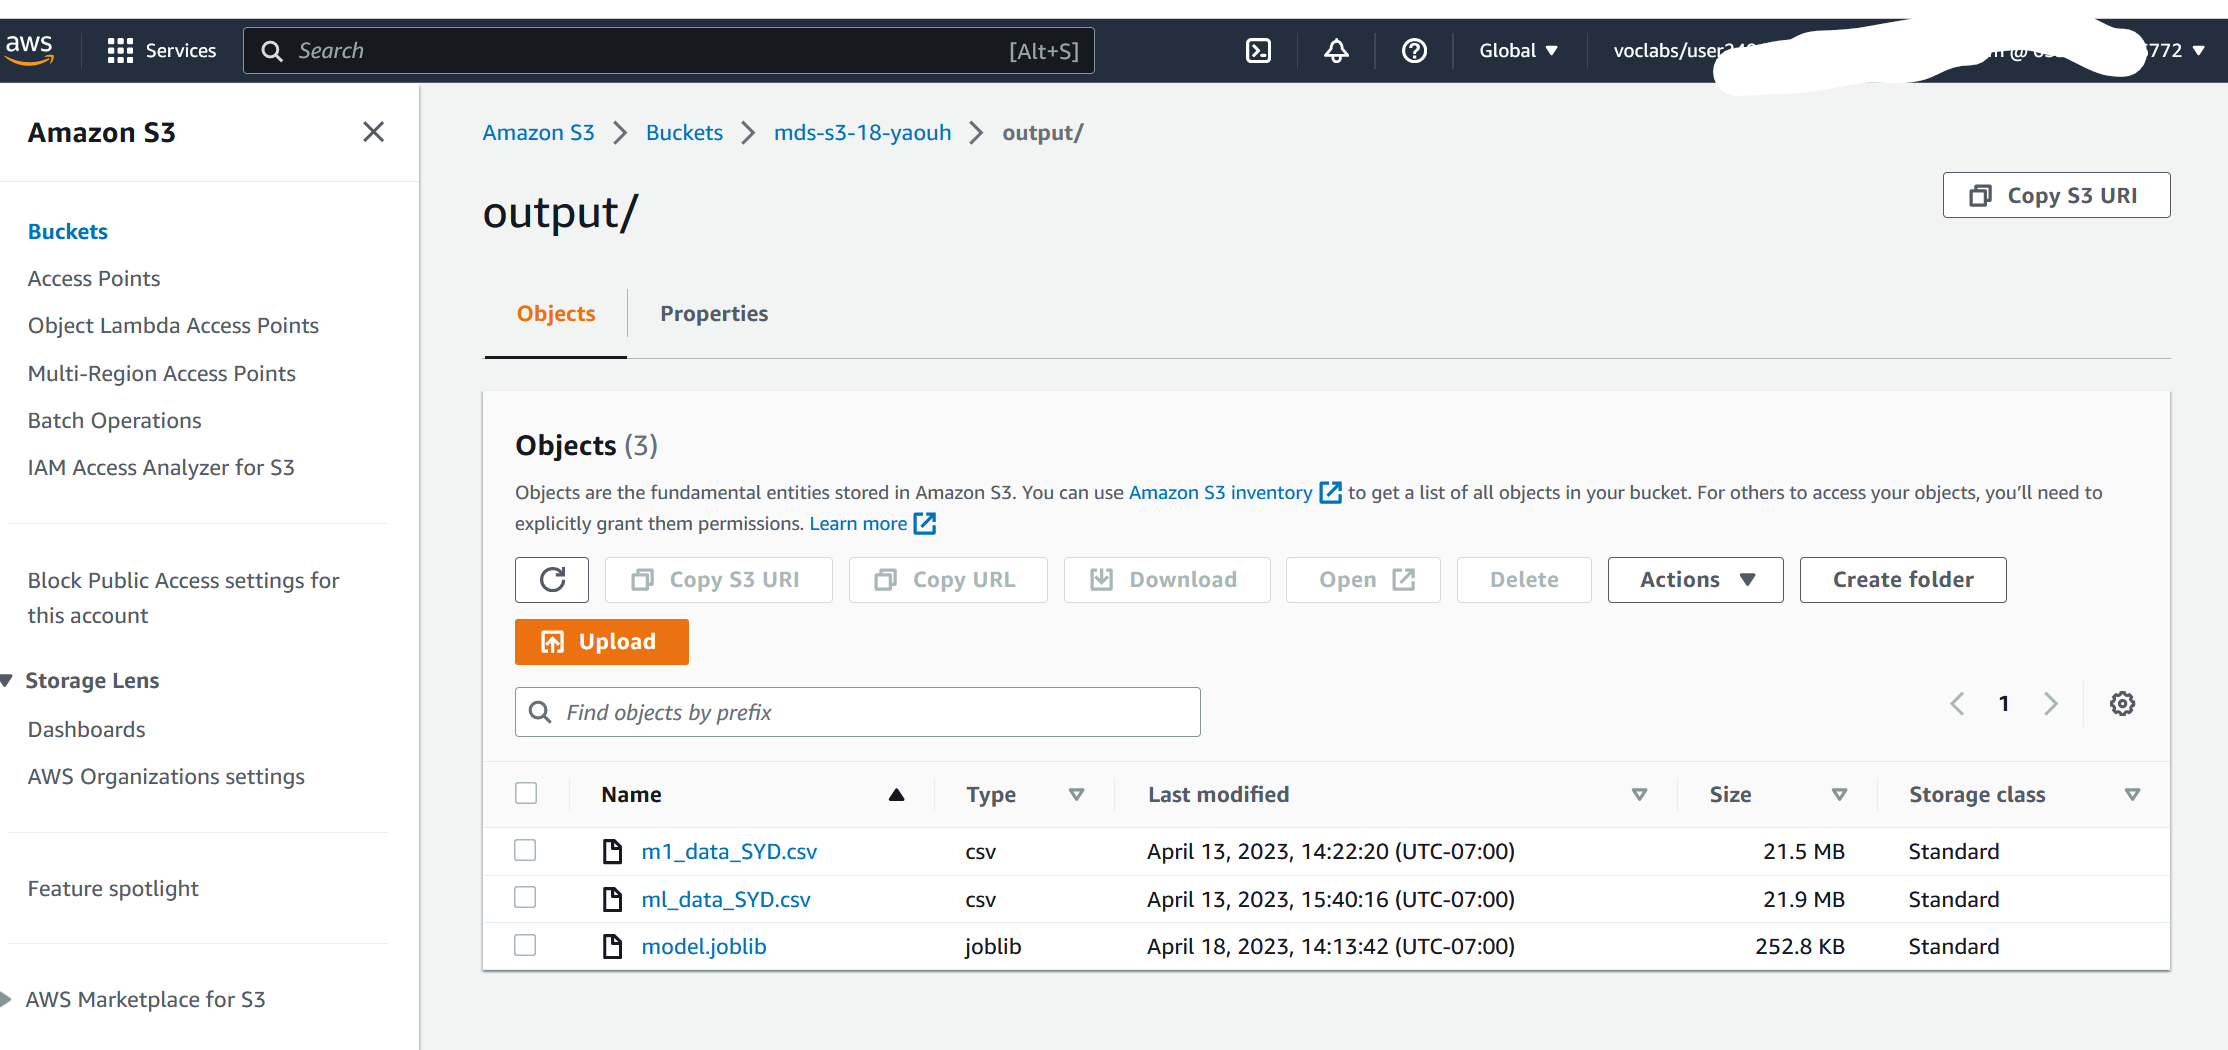 aws
Services
Search
[Alt+S]
Global
voclabs/user
@
6772
Amazon S3
Buckets
Access Points
Object Lambda Access Points
Multi-Region Access Points
Batch Operations
IAM Access Analyzer for S3
Block Public Access settings for
this account
Storage Lens
Dashboards
AWS Organizations settings
Feature spotlight
AWS Marketplace for S3
Amazon S3 > Buckets > mds-s3-18-yaouh > output/
output/
Copy S3 URI
Objects
Properties
Objects (3)
Objects are the fundamental entities stored in Amazon S3. You can use Amazon S3 inventory to get a list of all objects in your bucket. For others to access your objects, you'll need to
explicitly grant them permissions. Learn more
Copy S3 URI
Copy URL
Download
Open
Delete
Actions
Create folder
Upload
Find objects by prefix
1
Name Type Last modified Size Storage class
m1_data_SYD.csv csv April 13, 2023, 14:22:20 (UTC-07:00) 21.5 MB Standard
ml_data_SYD.csv csv April 13, 2023, 15:40:16 (UTC-07:00) 21.9 MB Standard
model.joblib joblib April 18, 2023, 14:13:42 (UTC-07:00) 252.8 KB Standard